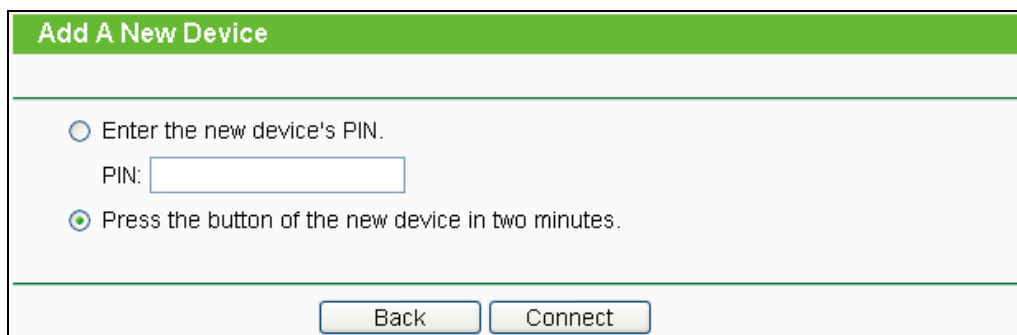 Add A New Device
Enter the new device's PIN.
PIN:
Press the button of the new device in two minutes.
Back Connect